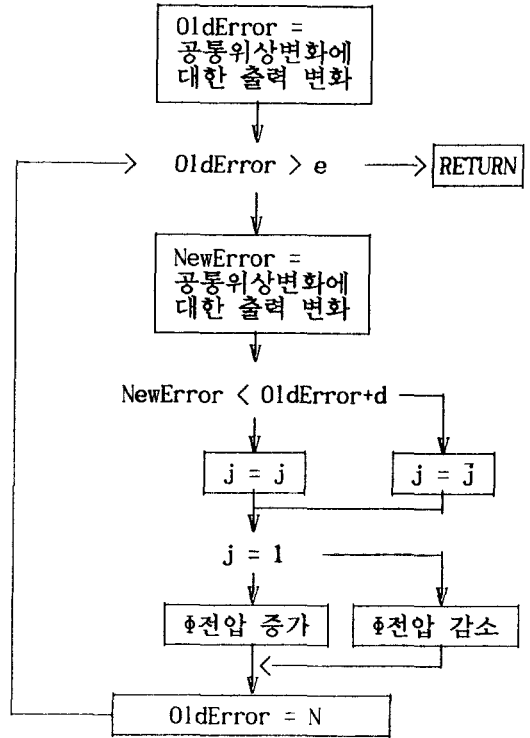 OldError =
공통위상변화에
대한 출력 변화
OldError > e
RETURN
NewError =
공통위상변화에
대한 출력 변화
NewError < OldError+d
j = j
j = j̄
j = 1
Φ전압 증가
Φ전압 감소
OldError = N